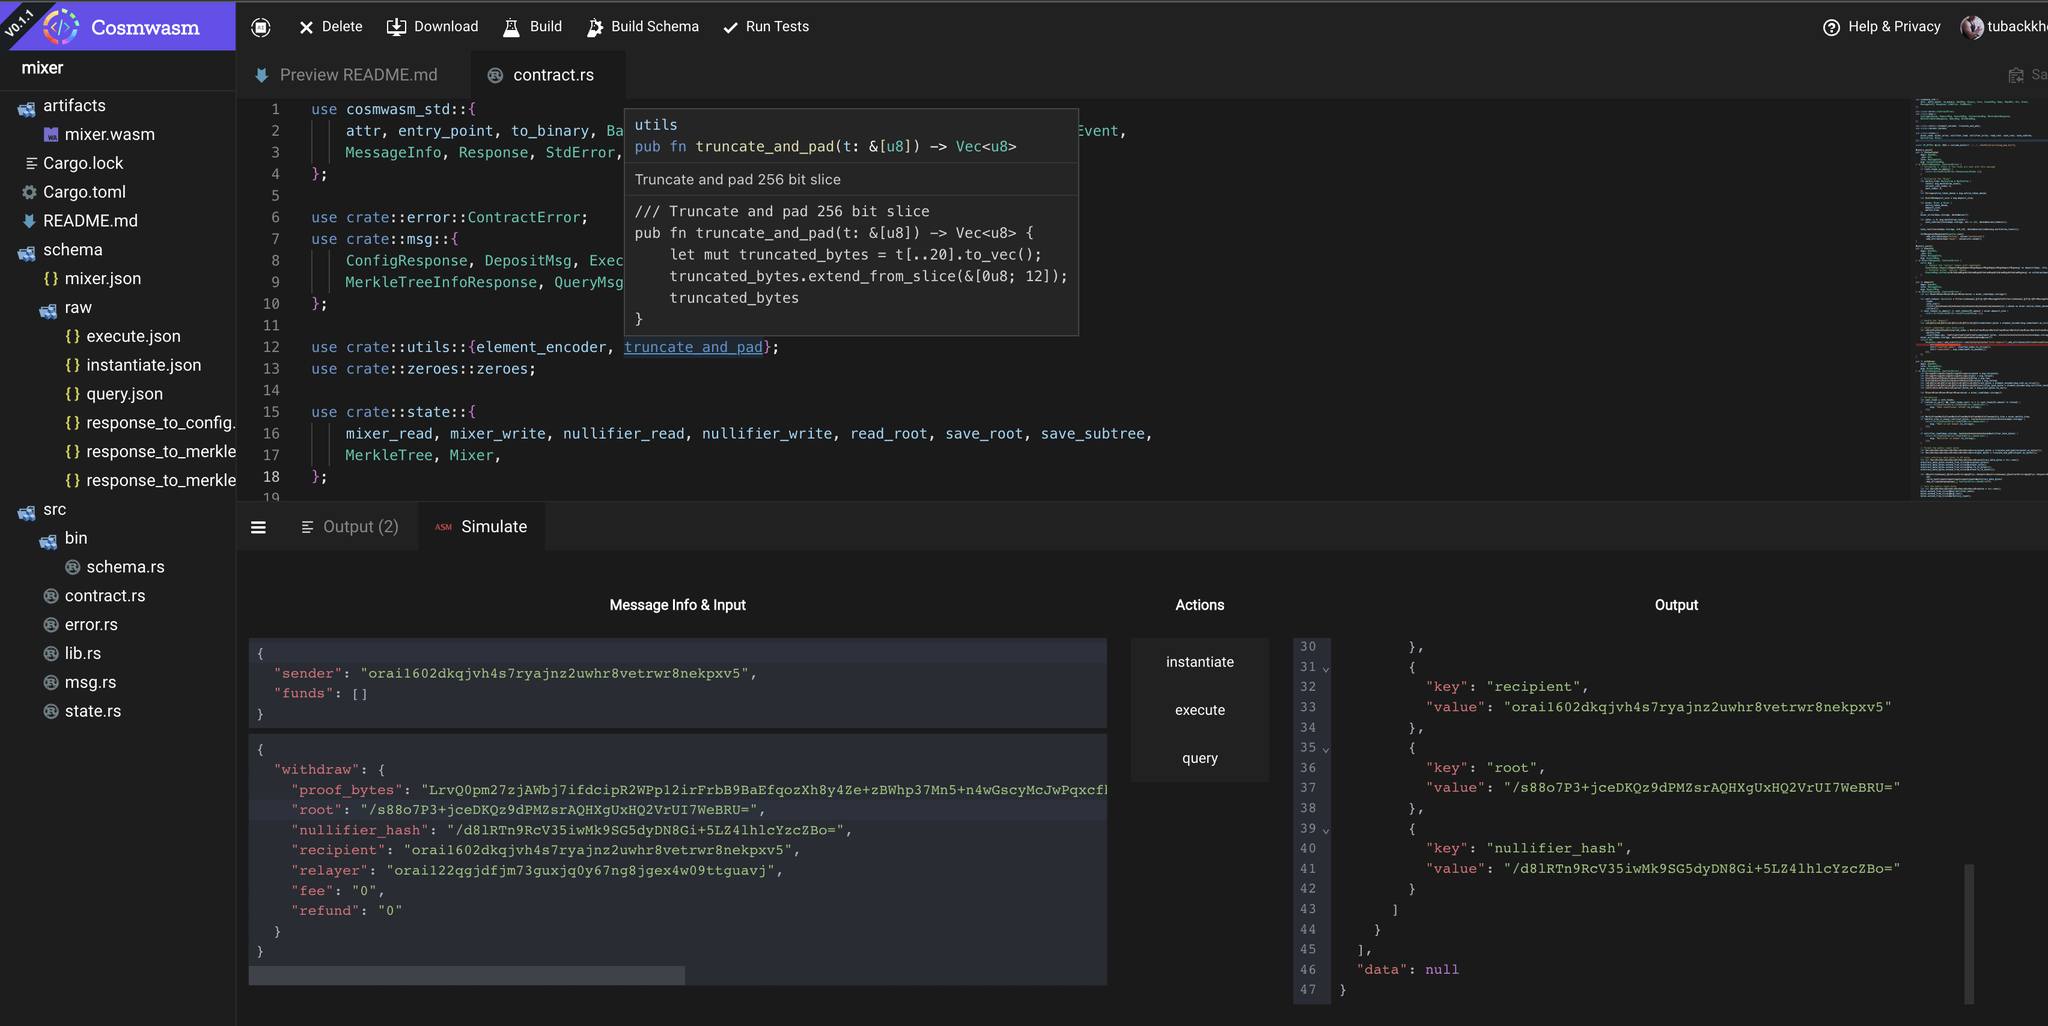 V0.1.1
Cosmwasm
Delete
Download
Build
Build Schema
Run Tests
Help & Privacy
mixer
Preview README.md
contract.rs
artifacts
mixer.wasm
Cargo.lock
Cargo.toml
README.md
schema
mixer.json
raw
execute.json
instantiate.json
query.json
response_to_config.
response_to_merkle
response_to_merkle
src
bin
schema.rs
contract.rs
error.rs
lib.rs
msg.rs
state.rs
1 use cosmwasm_std::{
2 attr, entry_point, to_binary, Ba
Event,
3 MessageInfo, Response, StdError,
4 };
5
6 use crate::error::ContractError;
7 use crate::msg::{
8 ConfigResponse, DepositMsg, Exec
9 MerkleTreeInfoResponse, QueryMsg
10 };
11
12 use crate::utils::{element_encoder, truncate_and_pad};
13 use crate::zeroes::zeroes;
14
15 use crate::state::{
16 mixer_read, mixer_write, nullifier_read, nullifier_write, read_root, save_root, save_subtree,
17 MerkleTree, Mixer,
18 };
19
utils
pub fn truncate_and_pad(t: &[u8]) -> Vec<u8>
Truncate and pad 256 bit slice
/// Truncate and pad 256 bit slice
pub fn truncate_and_pad(t: &[u8]) -> Vec<u8> {
let mut truncated_bytes = t[..20].to_vec();
truncated_bytes.extend_from_slice(&[0u8; 12]);
truncated_bytes
}
Output (2)
ASM Simulate
Message Info & Input
{
"sender": "orai1602dkqjvh4s7ryajnz2uwhr8vetrwr8nekpxv5",
"funds": []
}
{
"withdraw": {
"proof_bytes": "LrvQ0pm27zjAWbj7ifdcipR2WPp12irFrbB9BaEfqozXh8y4Ze+zBWhp37Mn5+n4wGscyMcJwPqxcf
"root": "/s88o7P3+jceDKQz9dPMZsrAQHXgUxHQ2VrUI7WeBRU=",
"nullifier_hash": "/d8lRTn9RcV35iwMk9SG5dyDN8Gi+5LZ4lhlcYzcZBo=",
"recipient": "orai1602dkqjvh4s7ryajnz2uwhr8vetrwr8nekpxv5",
"relayer": "orai122qgjdfjm73guxjq0y67ng8jgex4w09ttguavj",
"fee": "0",
"refund": "0"
}
}
Actions
instantiate
execute
query
Output
30 },
31 {
32 "key": "recipient",
33 "value": "orai1602dkqjvh4s7ryajnz2uwhr8vetrwr8nekpxv5"
34 },
35 {
36 "key": "root",
37 "value": "/s88o7P3+jceDKQz9dPMZsrAQHXgUxHQ2VrUI7WeBRU="
38 },
39 {
40 "key": "nullifier_hash",
41 "value": "/d8lRTn9RcV35iwMk9SG5dyDN8Gi+5LZ4lhlcYzcZBo="
42 }
43 ]
44 }
45 ],
46 "data": null
47 }